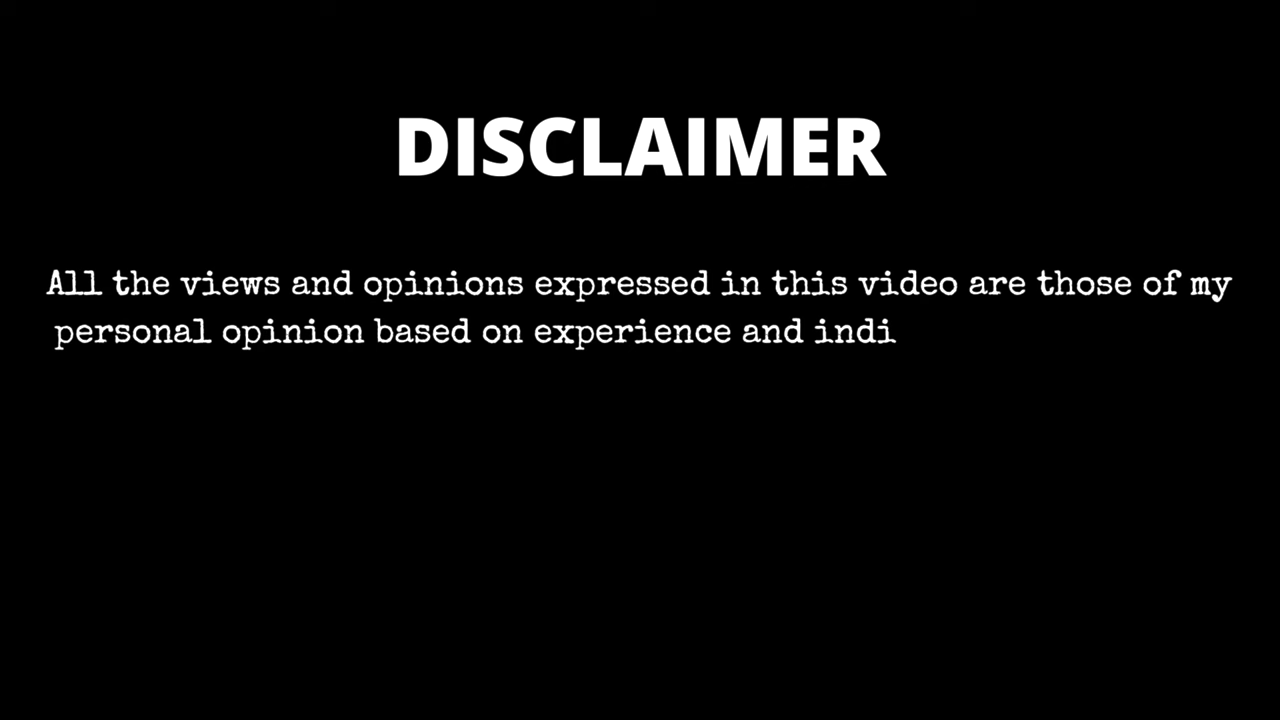 DISCLAIMER
All the views and opinions expressed in this video are those of my
personal opinion based on experience and indi